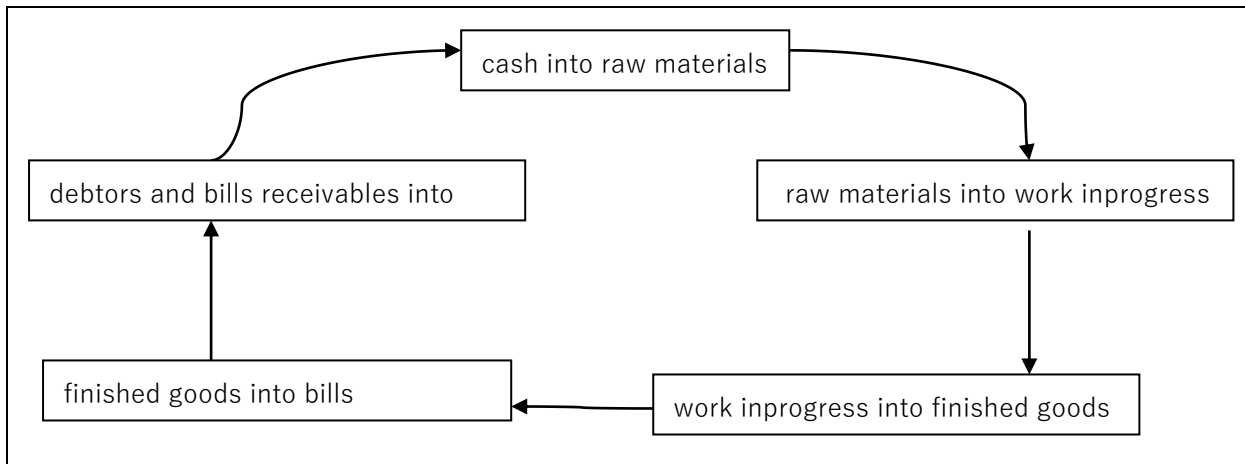 cash into raw materials
debtors and bills receivables into
raw materials into work inprogress
finished goods into bills
work inprogress into finished goods